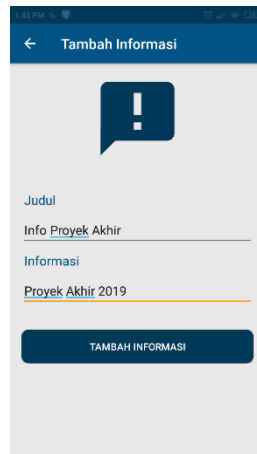 1:45 PM
Tambah Informasi
Judul
Info Proyek Akhir
Informasi
Proyek Akhir 2019
TAMBAH INFORMASI